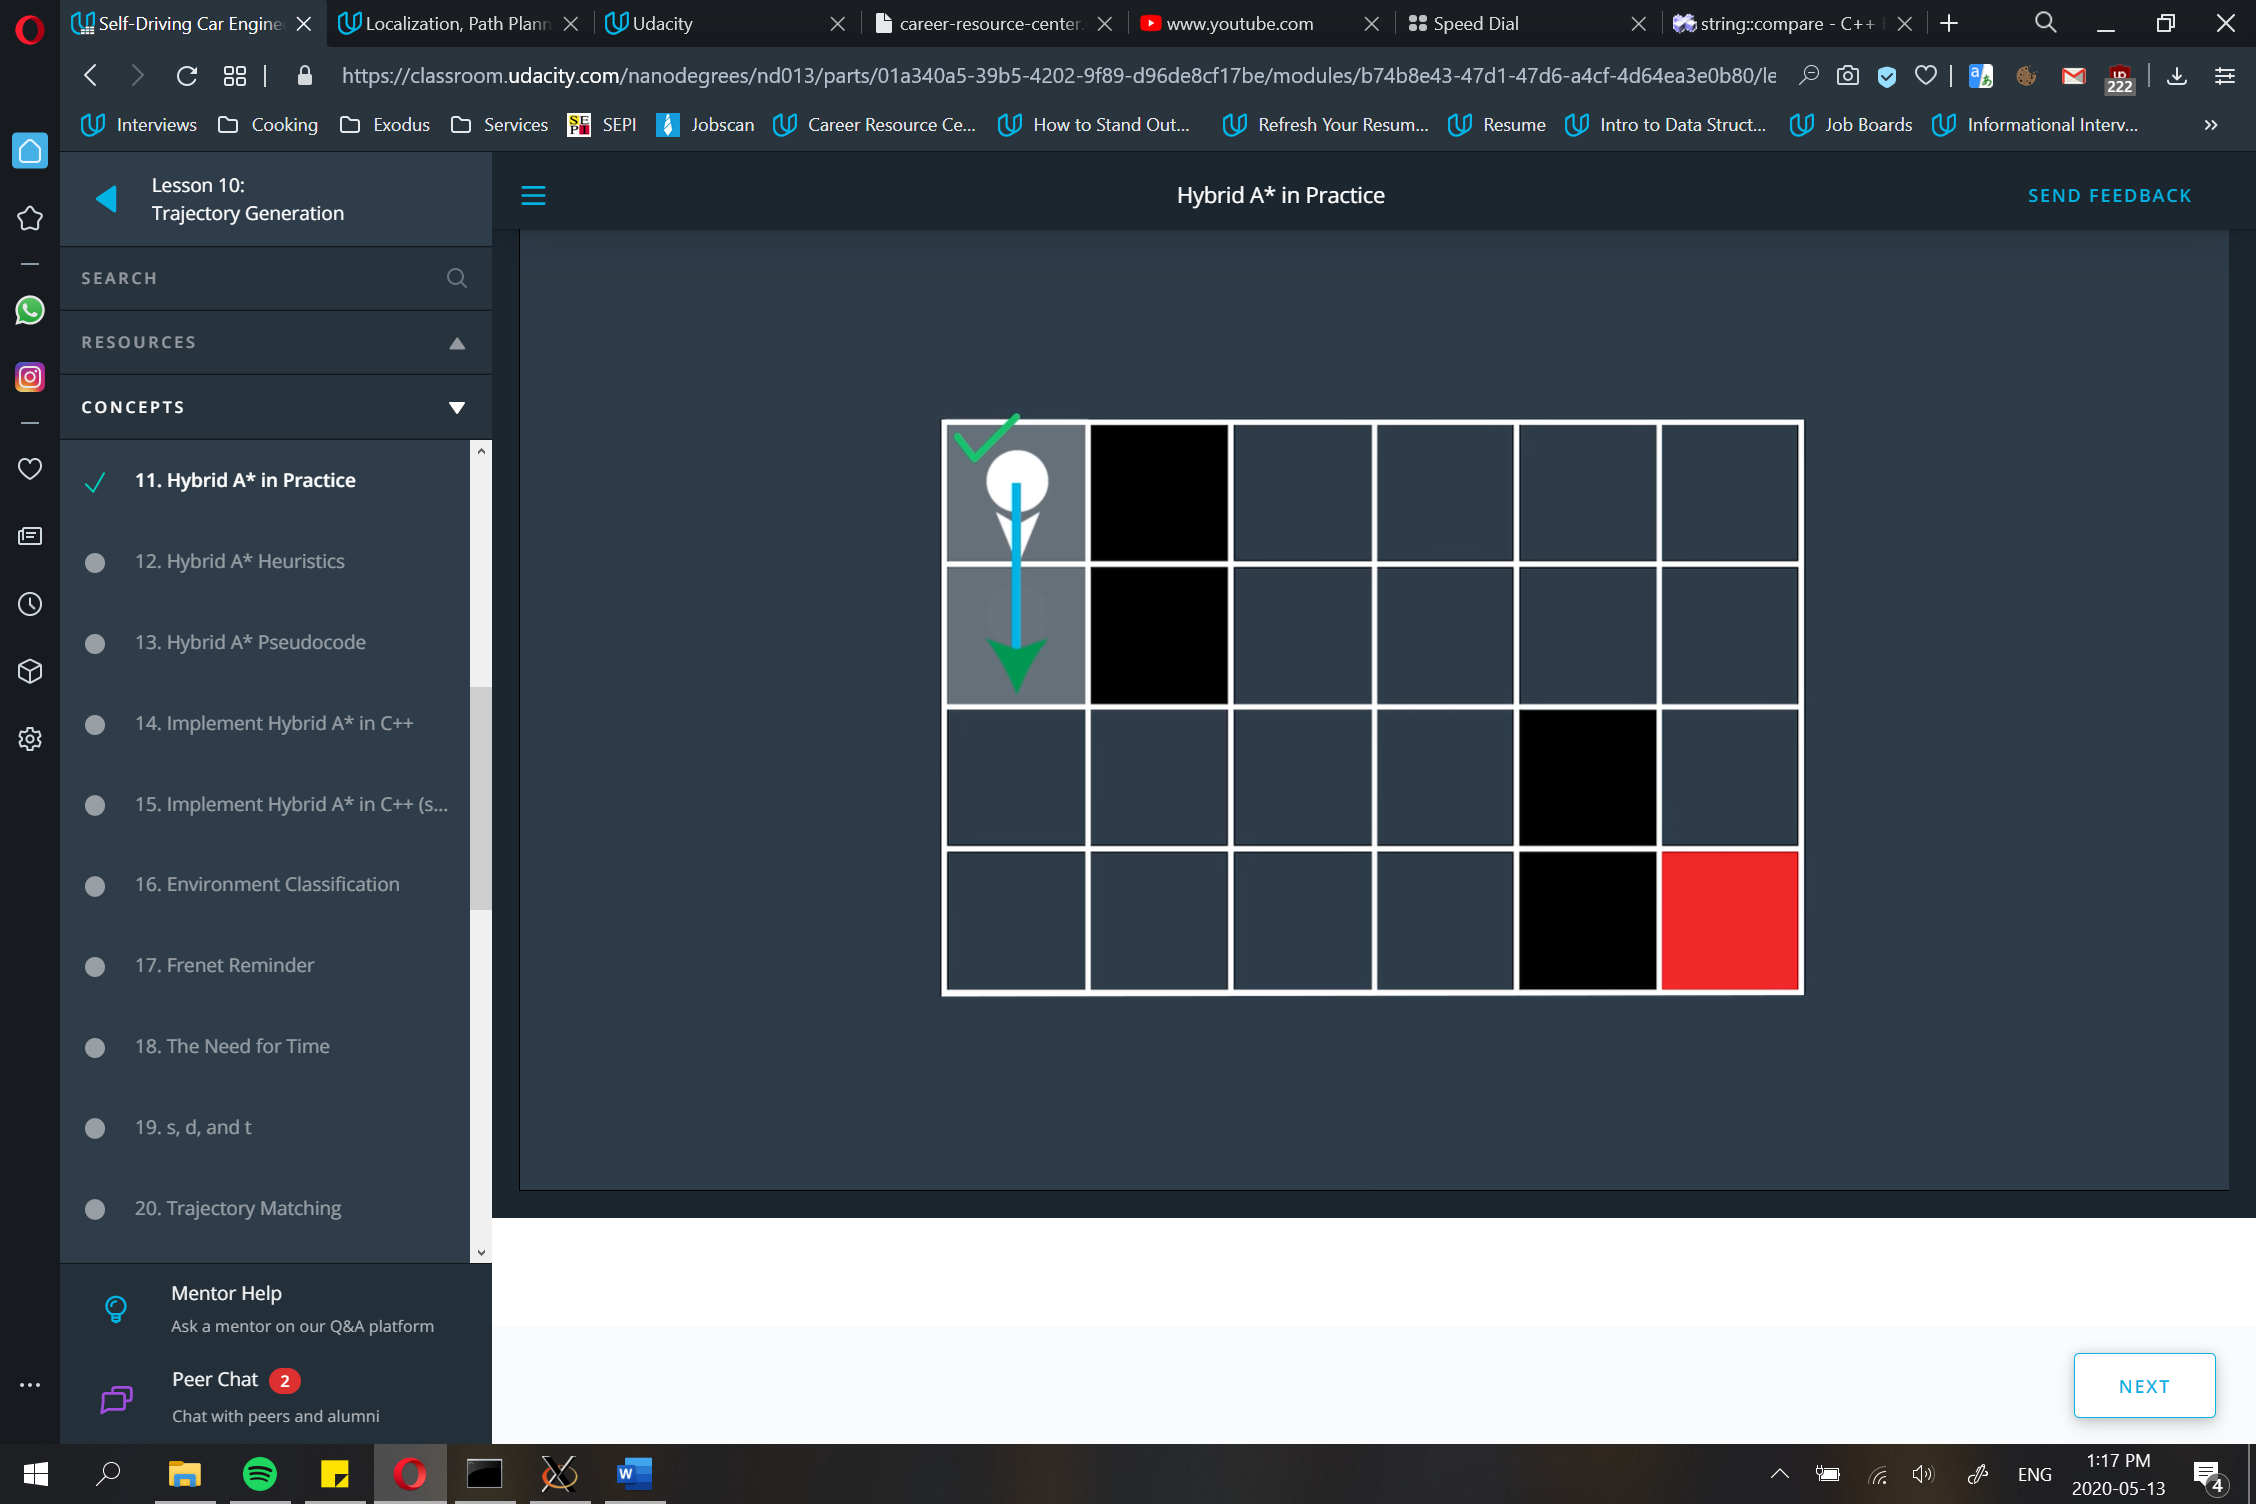 Self-Driving Car Engine
Localization, Path Plann
Udacity
career-resource-center.
www.youtube.com
Speed Dial
string::compare - C++
https://classroom.udacity.com/nanodegrees/nd013/parts/01a340a5-39b5-4202-9f89-d96de8cf17be/modules/b74b8e43-47d1-47d6-a4cf-4d64ea3e0b80/le
222
Interviews
Cooking
Exodus
Services
SEPI
Jobscan
Career Resource Ce...
How to Stand Out...
Refresh Your Resum...
Resume
Intro to Data Struct...
Job Boards
Informational Interv...
Lesson 10:
Trajectory Generation
Hybrid A* in Practice
SEND FEEDBACK
SEARCH
RESOURCES
CONCEPTS
11. Hybrid A* in Practice
12. Hybrid A* Heuristics
13. Hybrid A* Pseudocode
14. Implement Hybrid A* in C++
15. Implement Hybrid A* in C++ (s...
16. Environment Classification
17. Frenet Reminder
18. The Need for Time
19. s, d, and t
20. Trajectory Matching
Mentor Help
Ask a mentor on our Q&A platform
Peer Chat 2
Chat with peers and alumni
NEXT
ENG
1:17 PM
2020-05-13
4